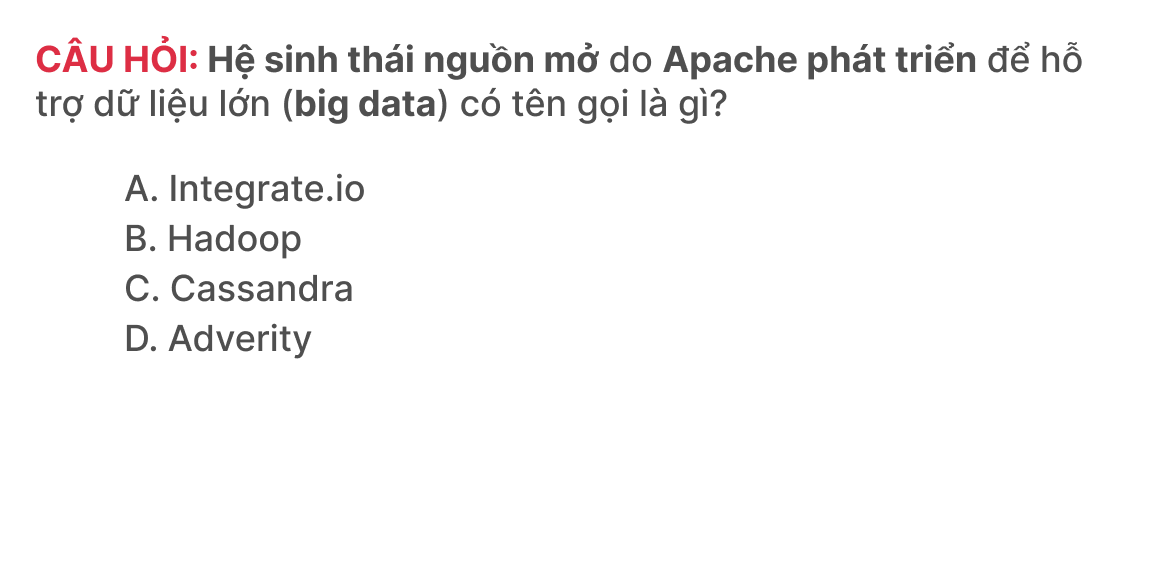 CÂU HỎI: Hệ sinh thái nguồn mở do Apache phát triển để hỗ
trợ dữ liệu lớn (big data) có tên gọi là gì?
A. Integrate.io
B. Hadoop
C. Cassandra
D. Adverity